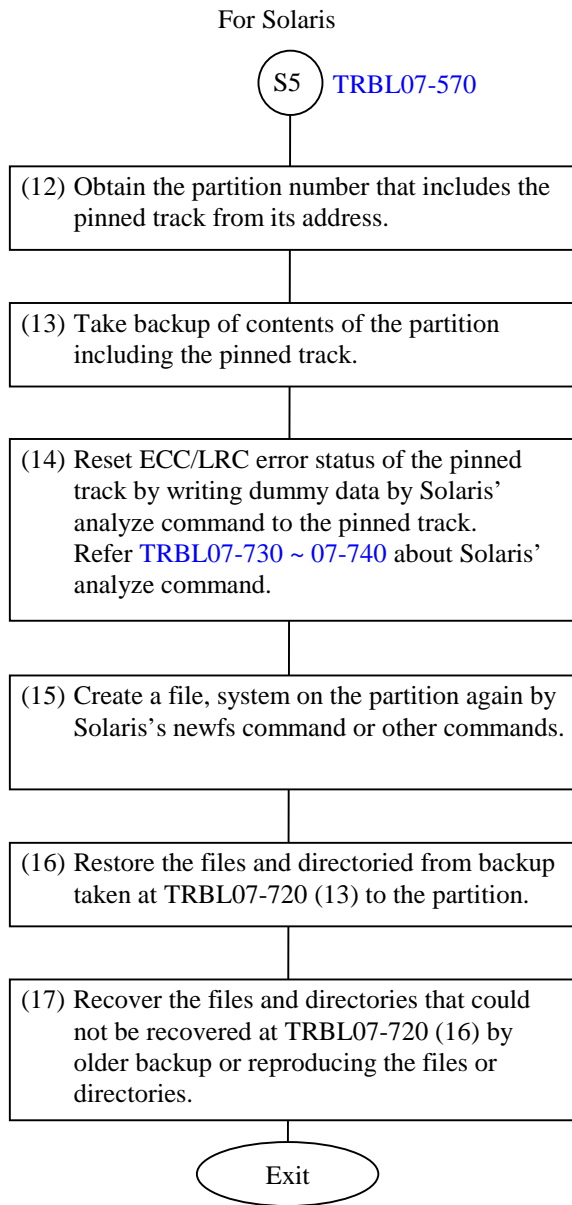 For Solaris
S5 TRBL07-570
(12) Obtain the partition number that includes the
pinned track from its address.
(13) Take backup of contents of the partition
including the pinned track.
(14) Reset ECC/LRC error status of the pinned
track by writing dummy data by Solaris’
analyze command to the pinned track.
Refer TRBL07-730 ~ 07-740 about Solaris’
analyze command.
(15) Create a file, system on the partition again by
Solaris’s newfs command or other commands.
(16) Restore the files and directoried from backup
taken at TRBL07-720 (13) to the partition.
(17) Recover the files and directories that could
not be recovered at TRBL07-720 (16) by
older backup or reproducing the files or
directories.
Exit